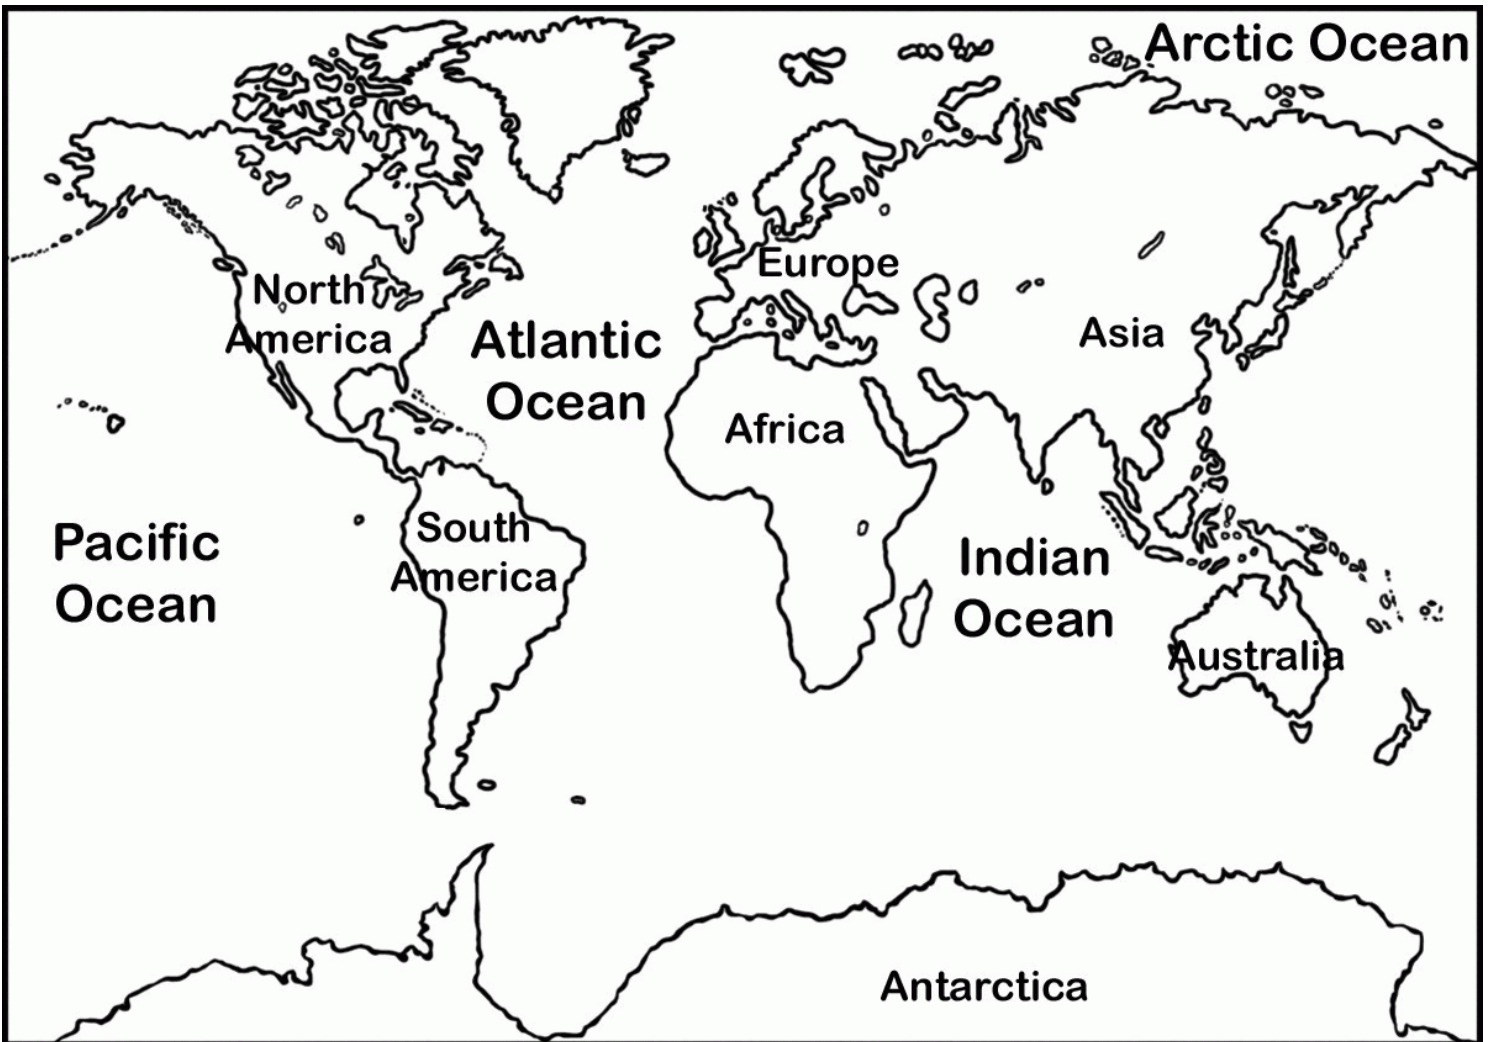 Arctic Ocean
Europe
North
America
Atlantic
Ocean
Asia
Africa
Pacific
Ocean
South
America
Indian
Ocean
Australia
Antarctica